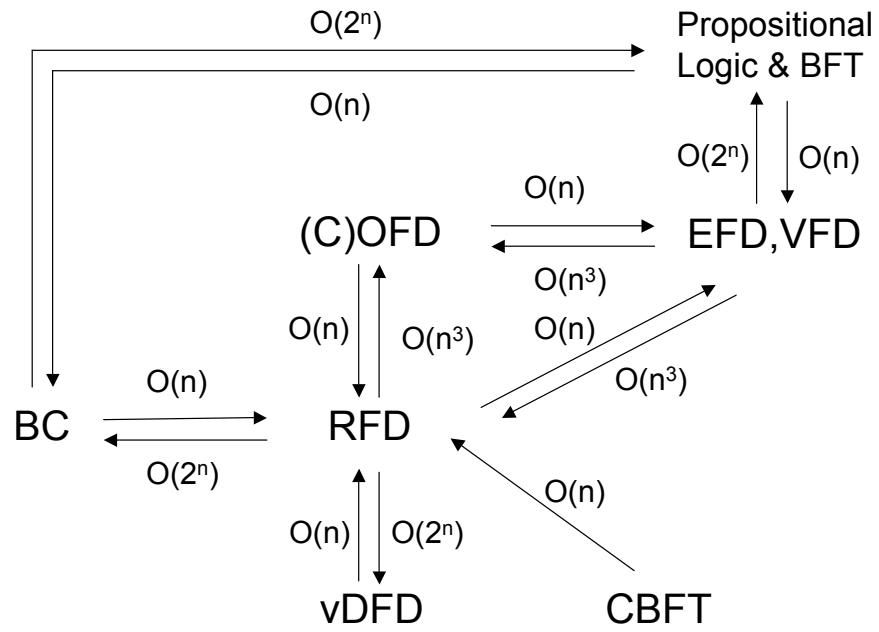 O(2ⁿ)
Propositional
Logic & BFT
O(n)
O(2ⁿ)
O(n)
O(n)
(C)OFD
EFD,VFD
O(n³)
O(n)
O(n³)
O(n)
O(n³)
O(n)
BC
RFD
O(2ⁿ)
O(n)
O(n)
O(2ⁿ)
vDFD
CBFT